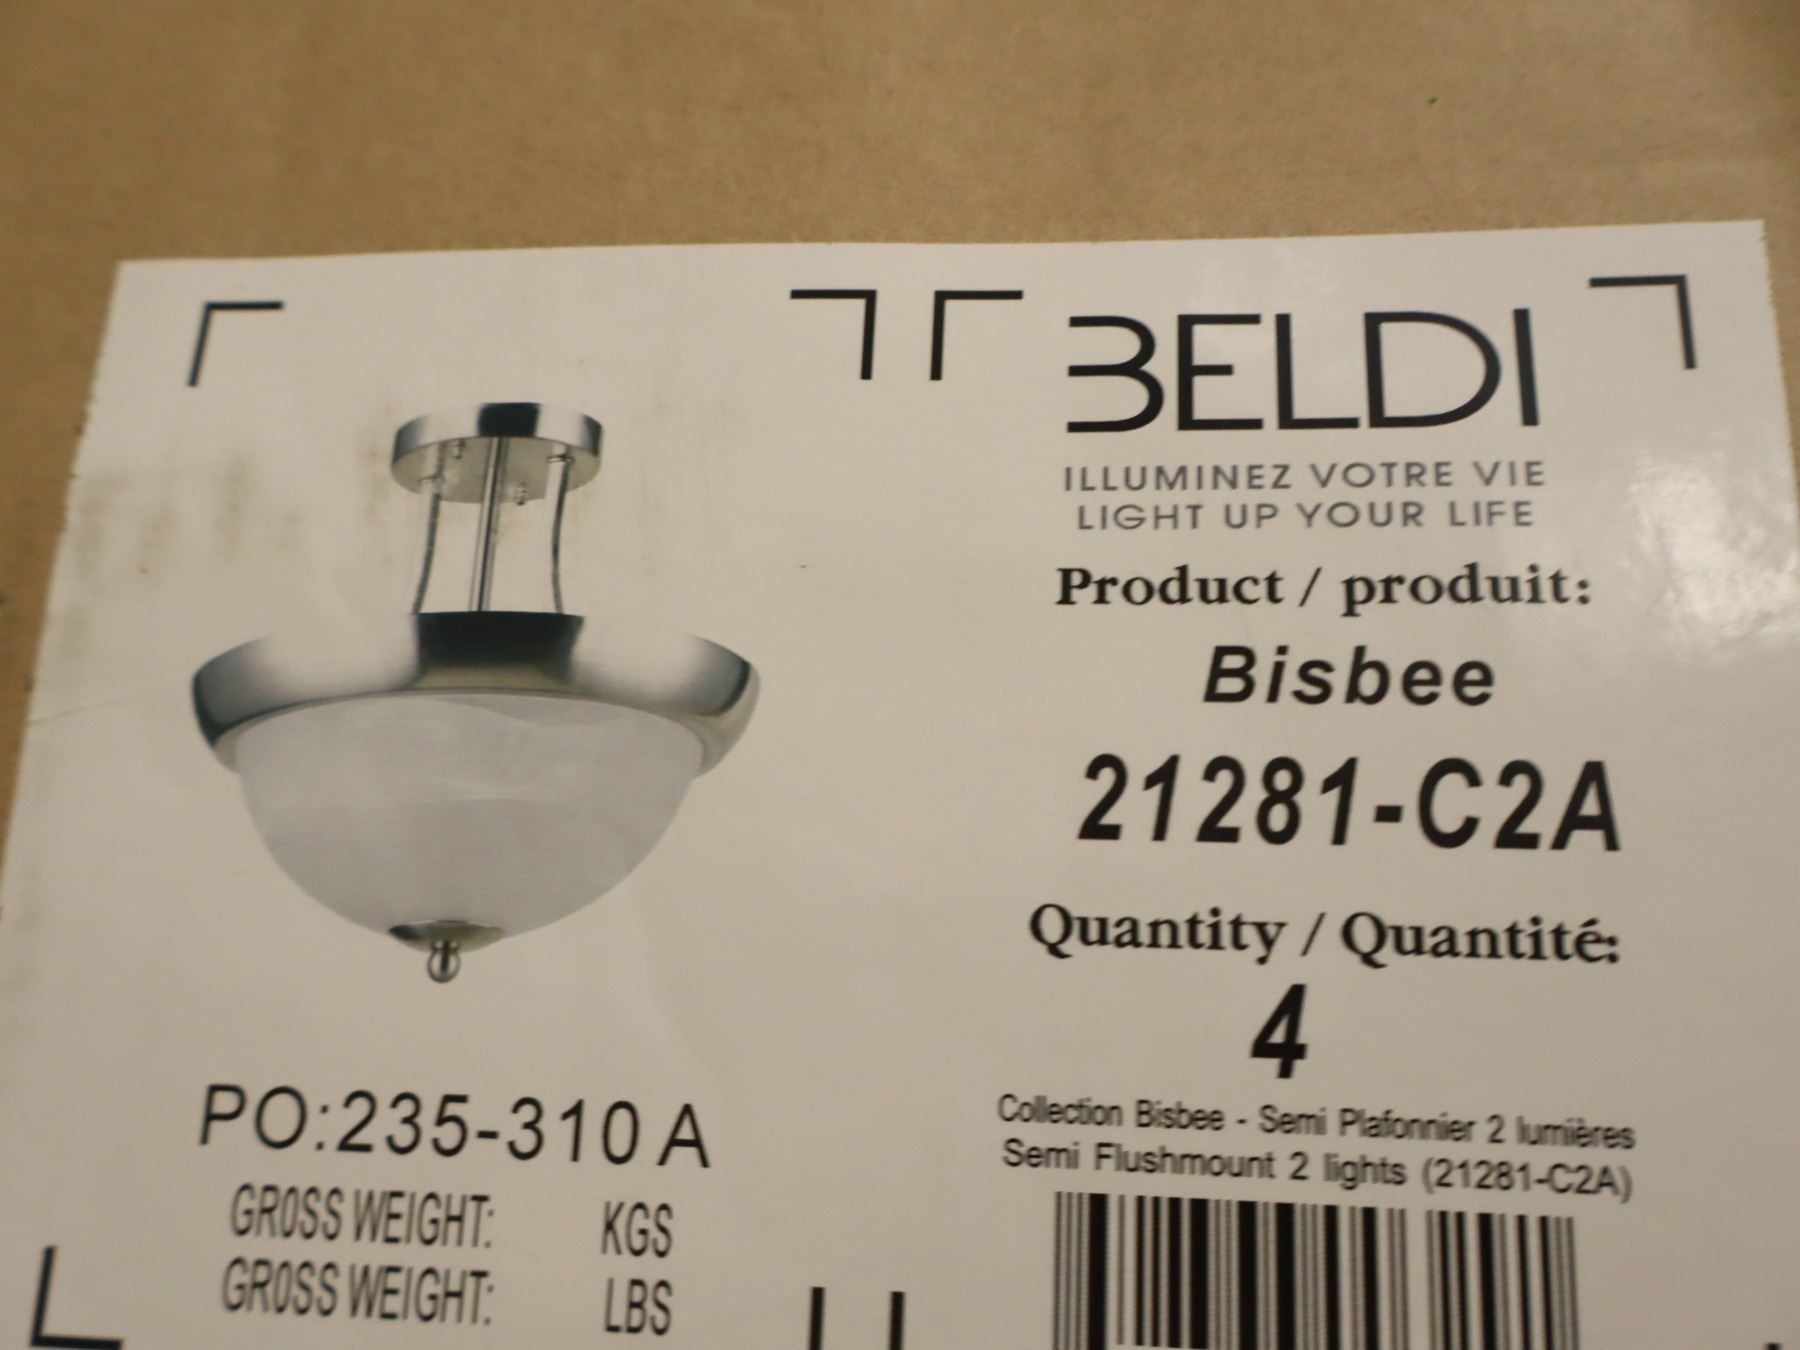 BELDI
ILLUMINEZ VOTRE VIE
LIGHT UP YOUR LIFE
Product / produit:
Bisbee
21281-C2A
Quantity / Quantité:
4
Collection Bisbee - Semi Plafonnier 2 lumières
Semi Flushmount 2 lights (21281-C2A)
PO:235-310 A
GROSS WEIGHT: KGS
GROSS WEIGHT: LBS